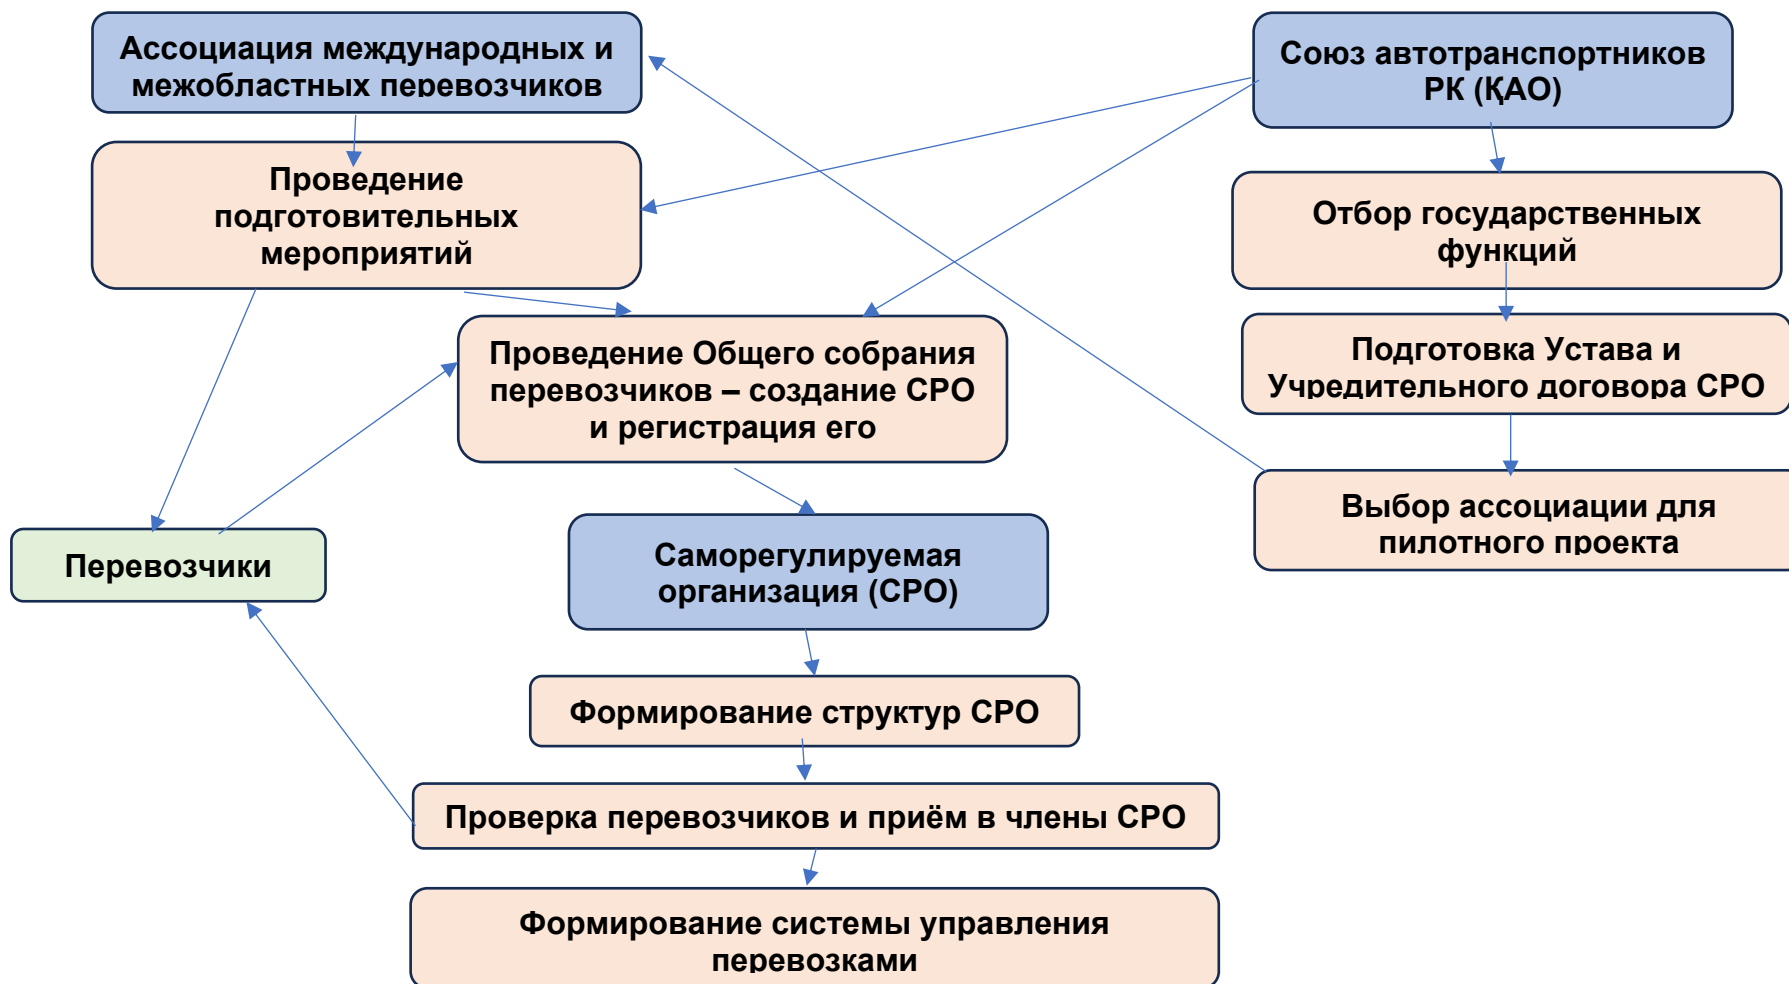 Ассоциация международных и
межобластных перевозчиков
Союз автотранспортников
РК (ҚАО)
Проведение
подготовительных
мероприятий
Отбор государственных
функций
Проведение Общего собрания
перевозчиков – создание СРО
и регистрация его
Подготовка Устава и
Учредительного договора СРО
Выбор ассоциации для
пилотного проекта
Перевозчики
Саморегулируемая
организация (СРО)
Формирование структур СРО
Проверка перевозчиков и приём в члены СРО
Формирование системы управления
перевозками